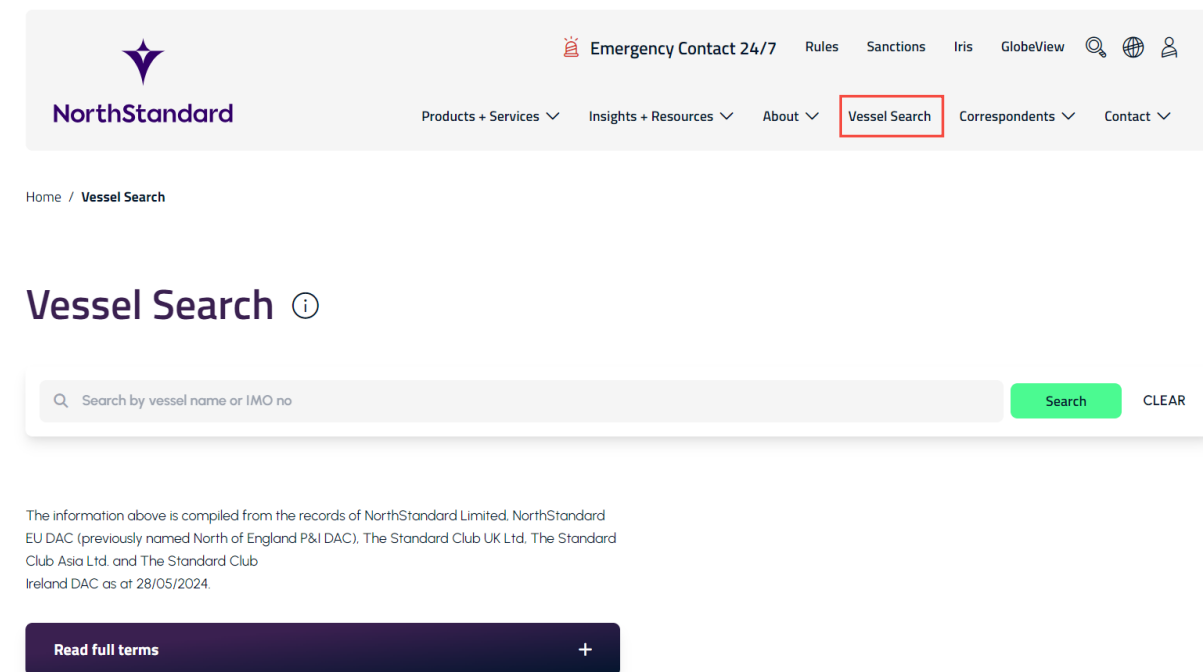 Emergency Contact 24/7 Rules Sanctions Iris GlobeView
NorthStandard
Products + Services Insights + Resources About Vessel Search Correspondents Contact
Home / Vessel Search
Vessel Search
Search by vessel name or IMO no
Search CLEAR
The information above is compiled from the records of NorthStandard Limited, NorthStandard
EU DAC (previously named North of England P&I DAC), The Standard Club UK Ltd, The Standard
Club Asia Ltd. and The Standard Club
Ireland DAC as at 28/05/2024.
Read full terms +